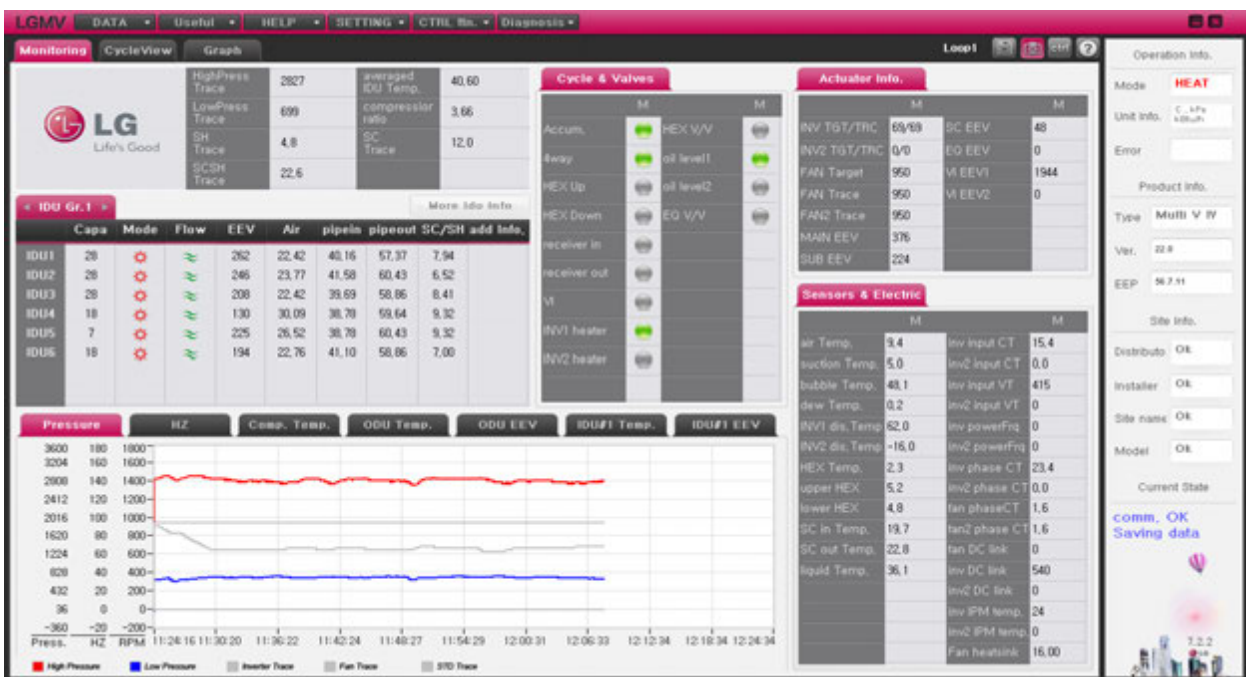 LGMV DATA Useful HELP SETTING CTRL fln. Diagnosis
Monitoring CycleView Graph Loop1 ctrl ?
LG
Life's Good
HighPress Trace 2827 averaged IDU Temp. 40,60
LowPress Trace 699 compressior ratio 3,66
SH Trace 4,8 SC Trace 12,0
SCSH Trace 22,6
IDU Gr.1 More Idu Info
Capa Mode Flow EEV Air pipein pipeout SC/SH add Info,
IDU1 28 262 22,42 40,16 57,37 7,94
IDU2 28 246 23,77 41,58 60,43 6,52
IDU3 28 208 22,42 39,69 58,86 8,41
IDU4 18 130 30,09 38,78 59,64 9,32
IDU5 7 225 26,52 38,78 60,43 9,32
IDU6 18 194 22,76 41,10 58,86 7,00
Cycle & Valves
M M
Accum, HEX V/V
4way oil level1
HEX Up oil level2
HEX Down EQ V/V
receiver in
receiver out
VI
INV1 heater
INV2 heater
Actuator Info.
M M
INV TGT/TRC 69/69 SC EEV 48
INV2 TGT/TRC 0/0 EQ EEV 0
FAN Target 950 VI EEV1 1944
FAN Trace 950 VI EEV2 0
FAN2 Trace 950
MAIN EEV 376
SUB EEV 224
Sensors & Electric
M M
air Temp, 9,4 Inv input CT 15,4
suction Temp, 5,0 inv2 input CT 0,0
bubble Temp, 48,1 Inv Input VT 415
dew Temp, 0,2 inv2 input VT 0
INV1 dis,Temp 62,0 inv powerFrq 0
INV2 dis,Temp -16,0 inv2 powerFrq 0
HEX Temp, 2,3 inv phase CT 23,4
upper HEX 5,2 inv2 phase CT 0,0
lower HEX 4,8 fan phaseCT 1,6
SC in Temp, 19,7 fan2 phase CT 1,6
SC out Temp, 22,8 fan DC link 0
liquid Temp, 36,1 inv DC link 540
inv2 DC link 0
inv IPM temp, 24
inv2 IPM temp, 0
Fan heatsink 16,00
Pressure HZ Comp. Temp. ODU Temp. ODU EEV IDU#1 Temp. IDU#1 EEV
3600 180 1800
3204 160 1600
2808 140 1400
2412 120 1200
2016 100 1000
1620 80 800
1224 60 600
828 40 400
432 20 200
36 0 0
-360 -20 -200
Press. HZ RPM 11:24:16 11:30:20 11:36:22 11:42:24 11:48:27 11:54:29 12:00:31 12:06:33 12:12:34 12:18:34 12:24:34
High Pressure Low Pressure Inverter Trace Fan Trace STD Trace
Operation Info.
Mode HEAT
Unit Info.
Error
Product Info.
Type Multi V IV
Ver. 22.0
EEP 56.7.11
Site Info.
Distributo Ok
Installer Ok
Site name Ok
Model Ok
Current State
comm, OK
Saving data
7.2.2